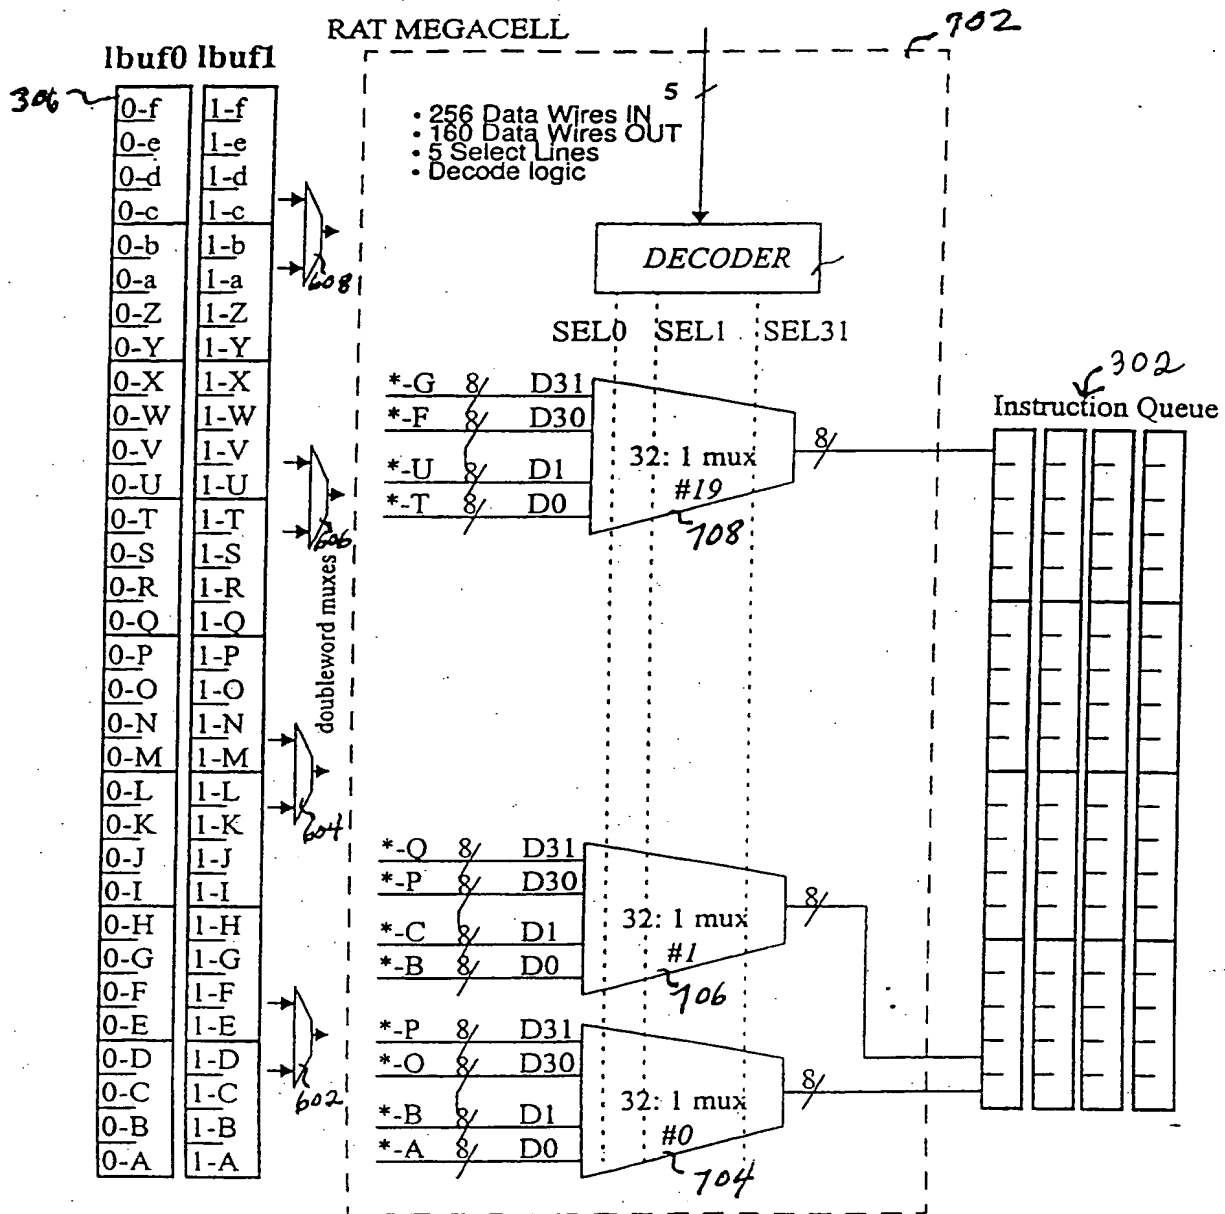 RAT MEGACELL
702
Ibuf0 Ibuf1
306
0-f 1-f
0-e 1-e
0-d 1-d
0-c 1-c
0-b 1-b
0-a 1-a
0-Z 1-Z
0-Y 1-Y
0-X 1-X
0-W 1-W
0-V 1-V
0-U 1-U
0-T 1-T
0-S 1-S
0-R 1-R
0-Q 1-Q
0-P 1-P
0-O 1-O
0-N 1-N
0-M 1-M
0-L 1-L
0-K 1-K
0-J 1-J
0-I 1-I
0-H 1-H
0-G 1-G
0-F 1-F
0-E 1-E
0-D 1-D
0-C 1-C
0-B 1-B
0-A 1-A
608
606
doubleword muxes
604
602
5
• 256 Data Wires IN
• 160 Data Wires OUT
• 5 Select Lines
• Decode logic
DECODER
SEL0 SEL1 SEL31
*-G 8 D31
*-F 8 D30
*-U 8 D1
*-T 8 D0
32: 1 mux
#19
708
8
*-Q 8 D31
*-P 8 D30
*-C 8 D1
*-B 8 D0
32: 1 mux
#1
706
8
*-P 8 D31
*-O 8 D30
*-B 8 D1
*-A 8 D0
32: 1 mux
#0
704
8
302
Instruction Queue